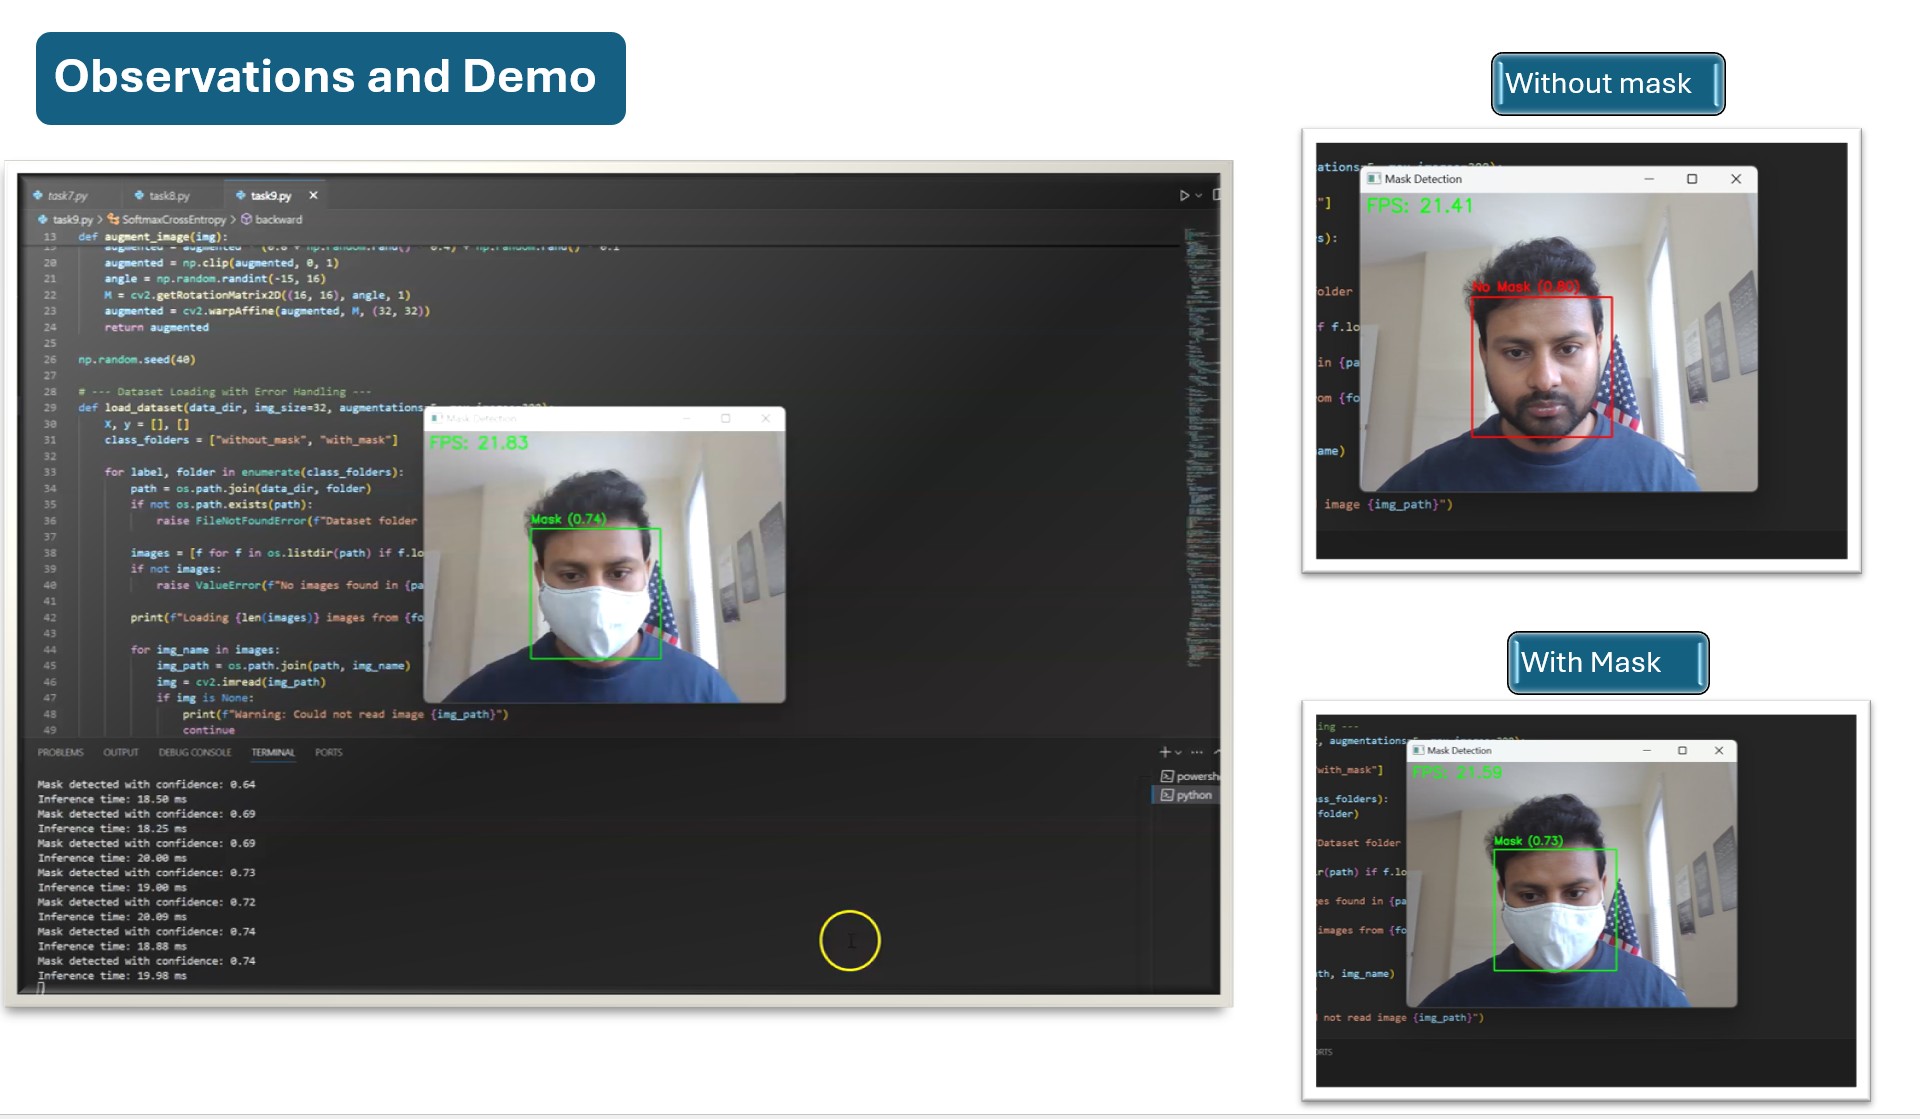 Observations and Demo
task7.py
task8.py
task9.py
task9.py > SoftmaxCrossEntropy > backward
13 def augment_image(img):
20 augmented = np.clip(augmented, 0, 1)
21 angle = np.random.randint(-15, 16)
22 M = cv2.getRotationMatrix2D((16, 16), angle, 1)
23 augmented = cv2.warpAffine(augmented, M, (32, 32))
24 return augmented
25
26 np.random.seed(40)
27
28 # --- Dataset Loading with Error Handling ---
29 def load_dataset(data_dir, img_size=32, augmentations
30 X, y = [], []
31 class_folders = ["without_mask", "with_mask"]
32
33 for label, folder in enumerate(class_folders):
34 path = os.path.join(data_dir, folder)
35 if not os.path.exists(path):
36 raise FileNotFoundError(f"Dataset folder
37
38 images = [f for f in os.listdir(path) if f.lo
39 if not images:
40 raise ValueError(f"No images found in {pa
41
42 print(f"Loading {len(images)} images from {fo
43
44 for img_name in images:
45 img_path = os.path.join(path, img_name)
46 img = cv2.imread(img_path)
47 if img is None:
48 print(f"Warning: Could not read image {img_path}")
49 continue
Mask Detection
FPS: 21.83
Mask (0.74)
PROBLEMS OUTPUT DEBUG CONSOLE TERMINAL PORTS
powersh
python
Mask detected with confidence: 0.64
Inference time: 18.50 ms
Mask detected with confidence: 0.69
Inference time: 18.25 ms
Mask detected with confidence: 0.69
Inference time: 20.00 ms
Mask detected with confidence: 0.73
Inference time: 19.00 ms
Mask detected with confidence: 0.72
Inference time: 20.09 ms
Mask detected with confidence: 0.74
Inference time: 18.88 ms
Mask detected with confidence: 0.74
Inference time: 19.98 ms
Without mask
ations
"]
s):
Mask Detection
FPS: 21.41
No Mask (0.80)
older
f f.lo
in {pa
om {fo
ame)
image {img_path}")
With Mask
ing ---
, augmentations
Mask Detection
FPS: 21.59
Mask (0.73)
with_mask"]
ss_folders):
folder)
Dataset folder
r(path) if f.lo
es found in {pa
images from {fo
th, img_name)
not read image {img_path}")
ORTS